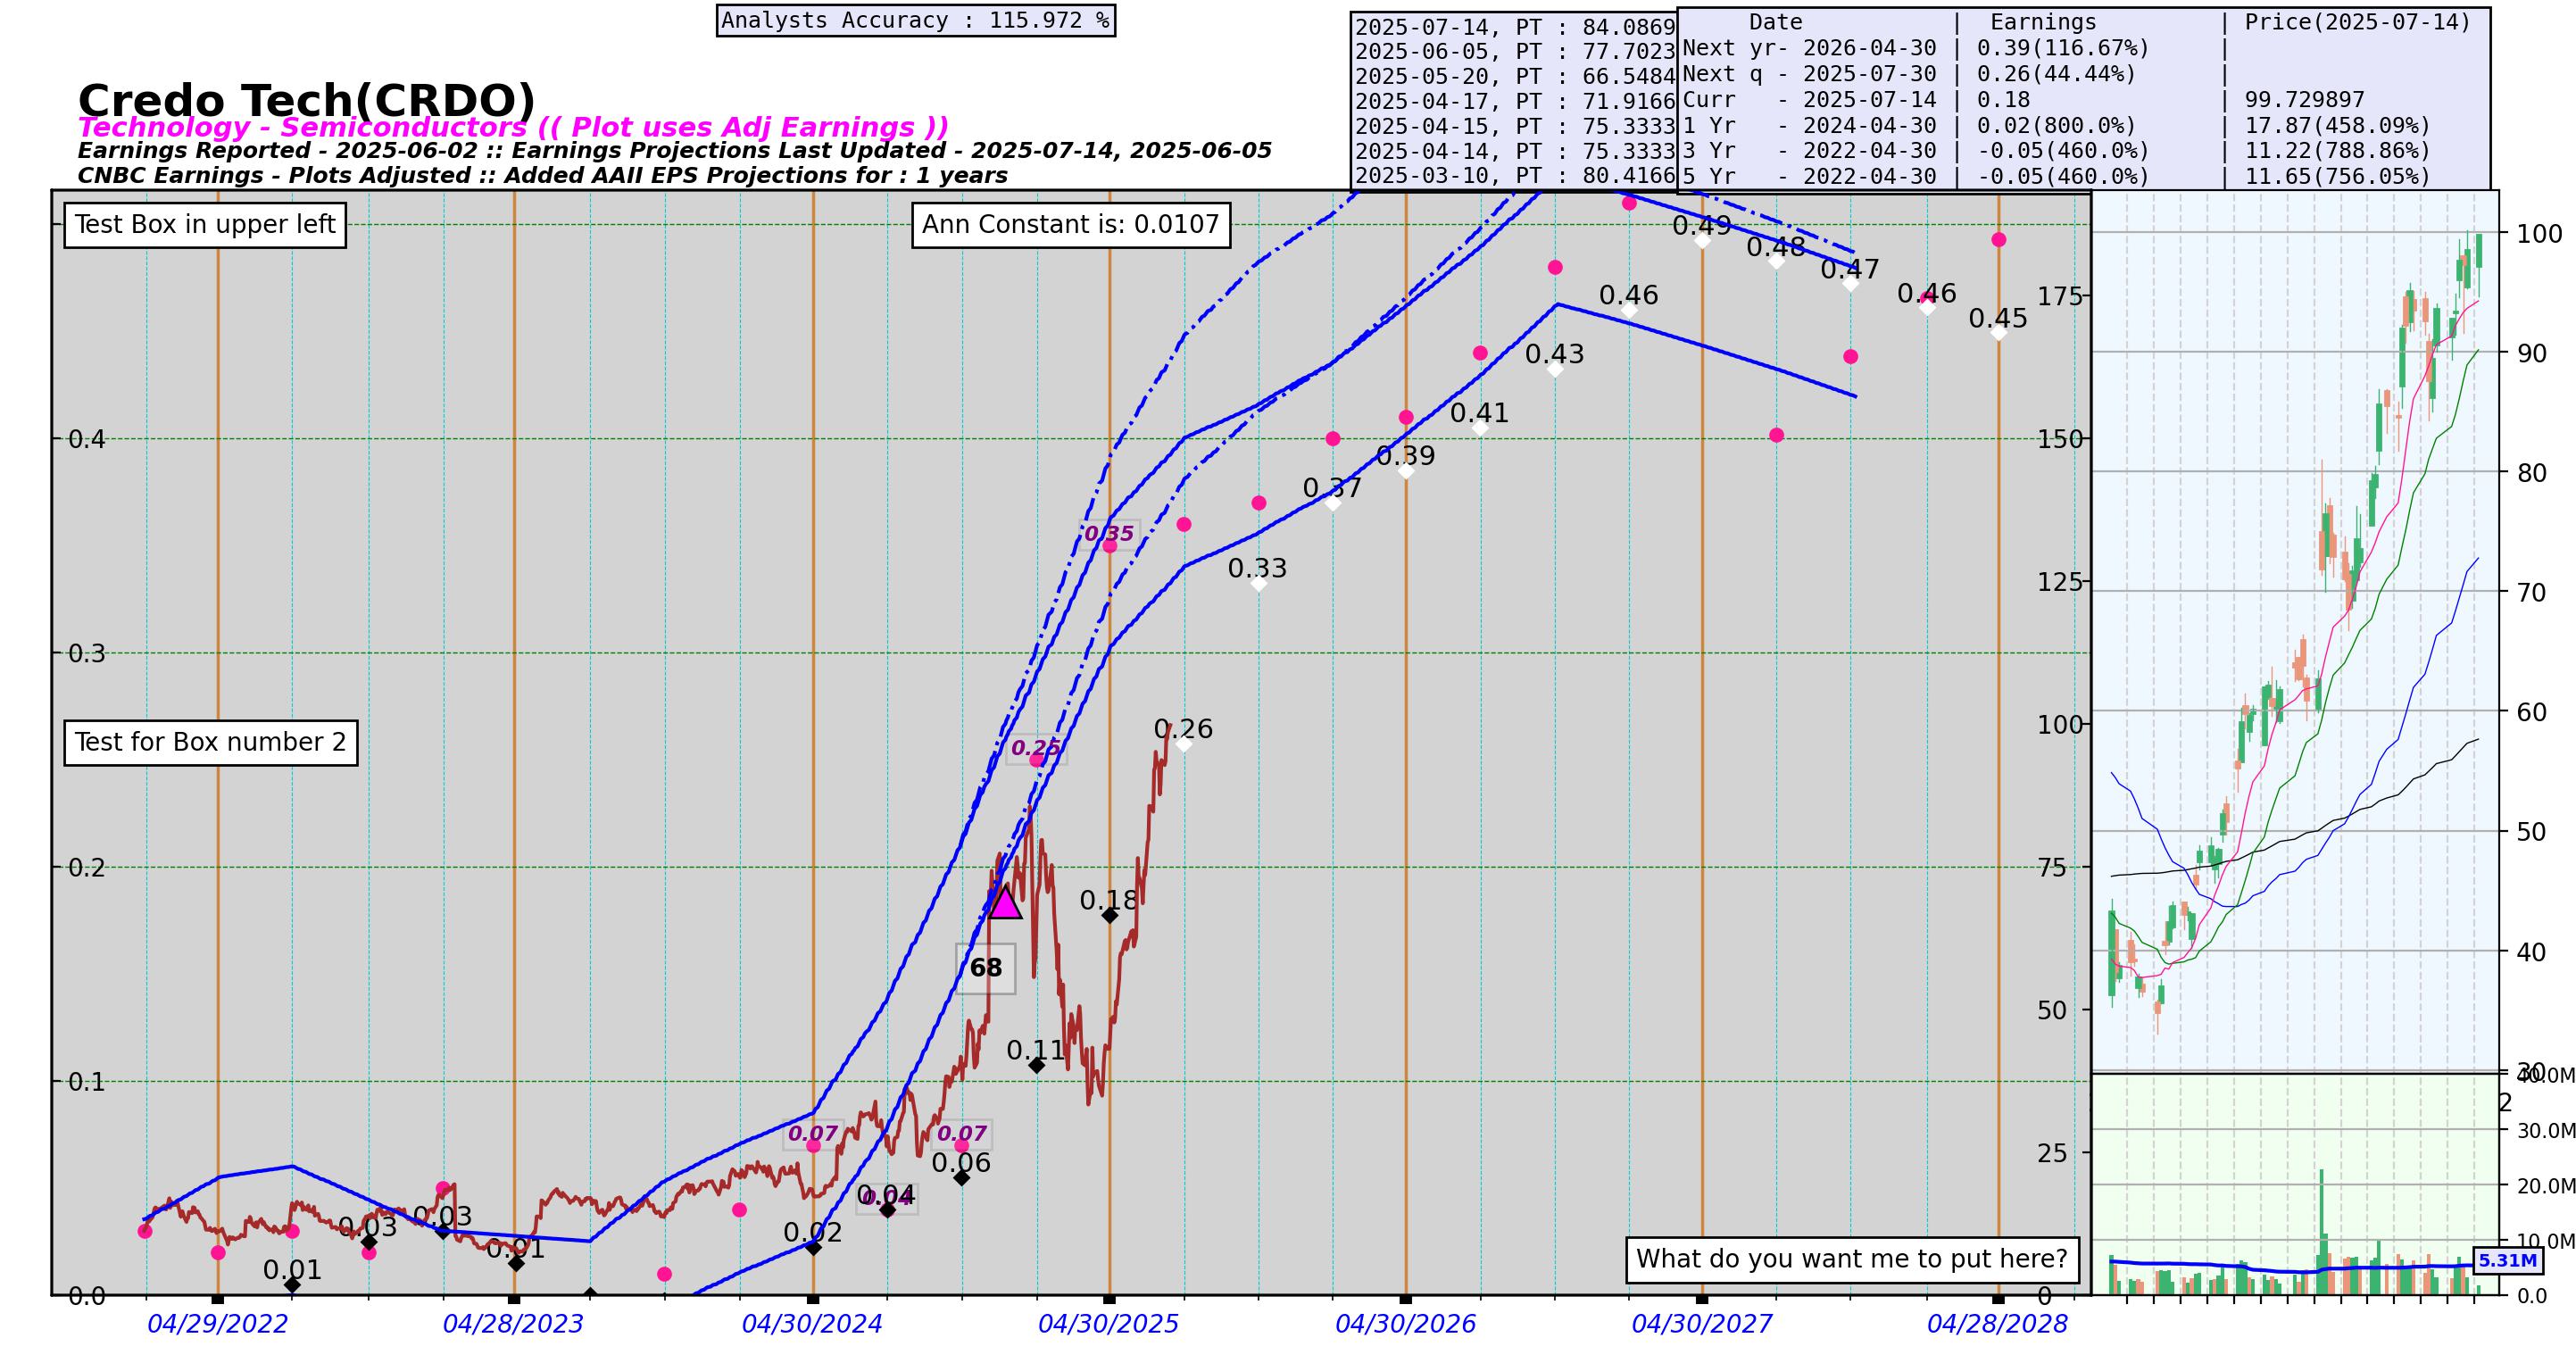 Analysts Accuracy : 115.972 %
2025-07-14, PT : 84.0869
2025-06-05, PT : 77.7023
2025-05-20, PT : 66.5484
2025-04-17, PT : 71.9166
2025-04-15, PT : 75.3333
2025-04-14, PT : 75.3333
2025-03-10, PT : 80.4166
Date | Earnings | Price(2025-07-14)
Next yr- 2026-04-30 | 0.39(116.67%) |
Next q - 2025-07-30 | 0.26(44.44%) |
Curr - 2025-07-14 | 0.18 | 99.729897
1 Yr - 2024-04-30 | 0.02(800.0%) | 17.87(458.09%)
3 Yr - 2022-04-30 | -0.05(460.0%) | 11.22(788.86%)
5 Yr - 2022-04-30 | -0.05(460.0%) | 11.65(756.05%)
Credo Tech(CRDO)
Technology - Semiconductors (( Plot uses Adj Earnings ))
Earnings Reported - 2025-06-02 :: Earnings Projections Last Updated - 2025-07-14, 2025-06-05
CNBC Earnings - Plots Adjusted :: Added AAII EPS Projections for : 1 years
Test Box in upper left
Ann Constant is: 0.0107
Test for Box number 2
What do you want me to put here?
0.4
0.3
0.2
0.1
0.0
0.01
0.03
0.03
0.01
0.02
0.07
0.04
0.04
0.07
0.06
68
0.25
0.11
0.35
0.18
0.26
0.33
0.37
0.39
0.41
0.43
0.46
0.49
0.48
0.47
0.46
0.45
175
150
125
100
75
50
25
0
100
90
80
70
60
50
40
30
2
40.0M
30.0M
20.0M
10.0M
5.31M
0.0
04/29/2022
04/28/2023
04/30/2024
04/30/2025
04/30/2026
04/30/2027
04/28/2028